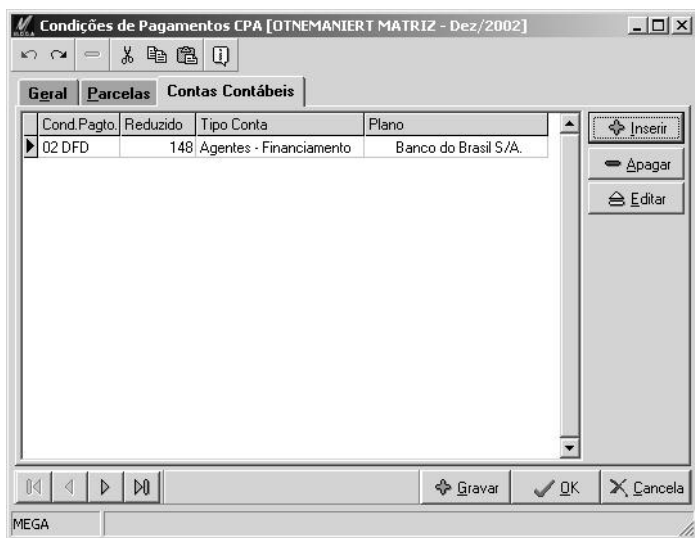 Condições de Pagamentos CPA [OTNEMANIERT MATRIZ - Dez/2002]
Geral Parcelas Contas Contábeis
Cond.Pagto. Reduzido Tipo Conta Plano
02 DFD 148 Agentes - Financiamento Banco do Brasil S/A.
Inserir
Apagar
Editar
Gravar OK Cancela
MEGA